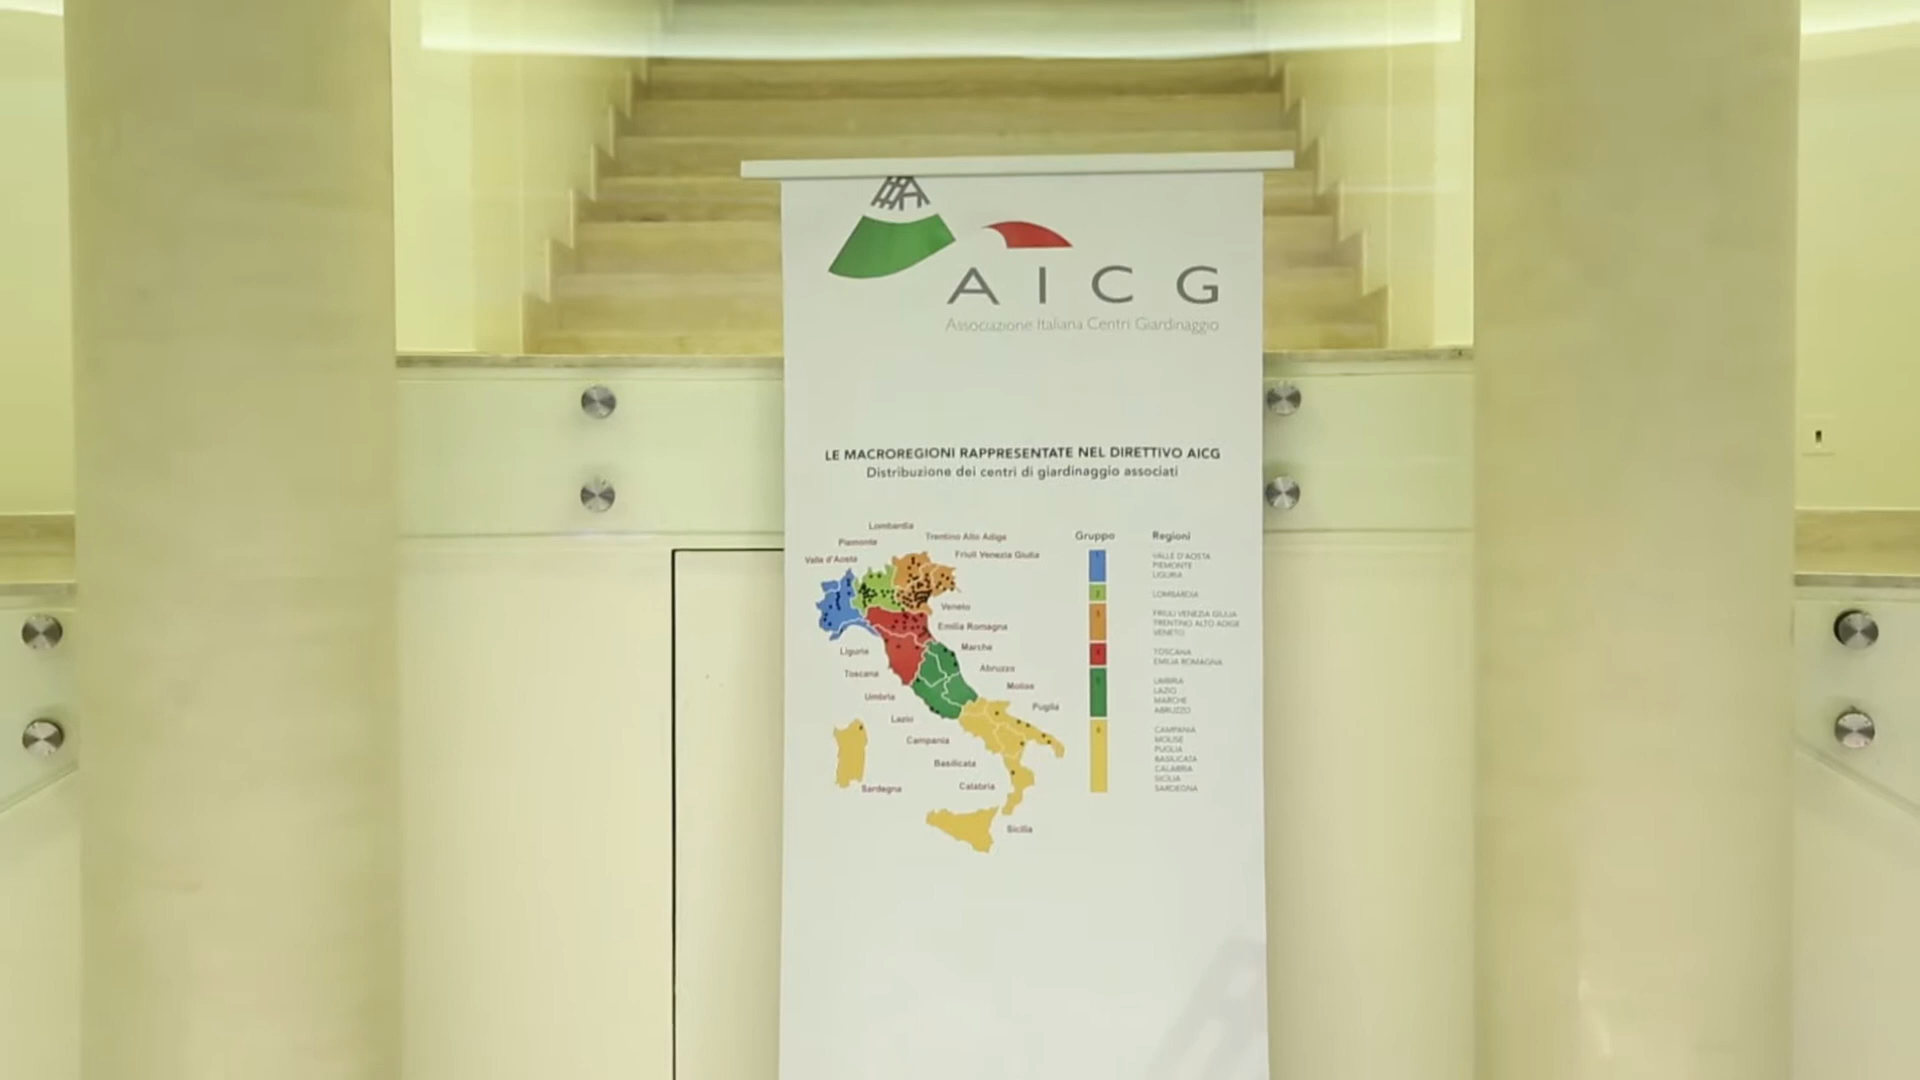 AICG
Associazione Italiana Centri Giardinaggio
LE MACROREGIONI RAPPRESENTATE NEL DIRETTIVO AICG
Distribuzione dei centri di giardinaggio associati
Lombardia
Piemonte
Trentino Alto Adige
Valle d'Aosta
Friuli Venezia Giulia
Veneto
Emilia Romagna
Liguria
Marche
Toscana
Abruzzo
Umbria
Molise
Lazio
Puglia
Campania
Basilicata
Sardegna
Calabria
Sicilia
Gruppo Regioni
1 VALLE D'AOSTA
PIEMONTE
LIGURIA
2 LOMBARDIA
3 FRIULI VENEZIA GIULIA
TRENTINO ALTO ADIGE
VENETO
4 TOSCANA
EMILIA ROMAGNA
5 UMBRIA
LAZIO
MARCHE
ABRUZZO
6 CAMPANIA
MOLISE
PUGLIA
BASILICATA
CALABRIA
SICILIA
SARDEGNA